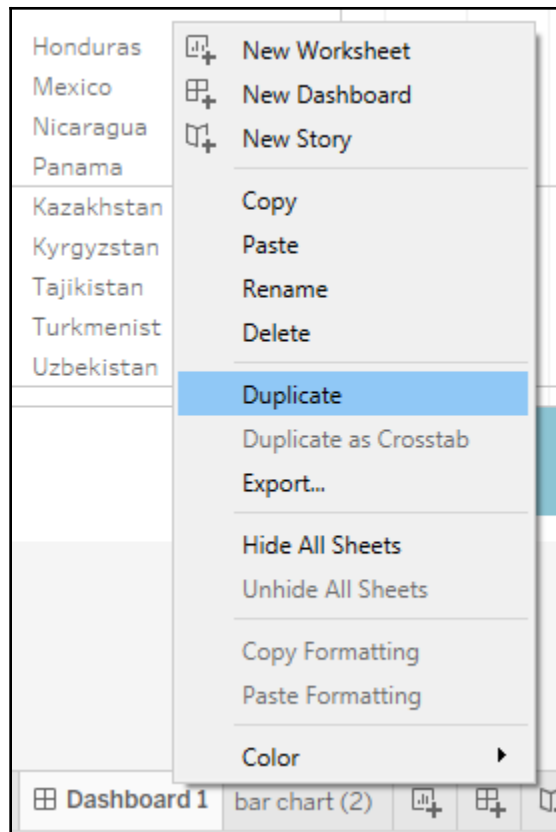 Honduras
Mexico
Nicaragua
Panama
Kazakhstan
Kyrgyzstan
Tajikistan
Turkmenist
Uzbekistan
New Worksheet
New Dashboard
New Story
Copy
Paste
Rename
Delete
Duplicate
Duplicate as Crosstab
Export...
Hide All Sheets
Unhide All Sheets
Copy Formatting
Paste Formatting
Color
Dashboard 1 bar chart (2)